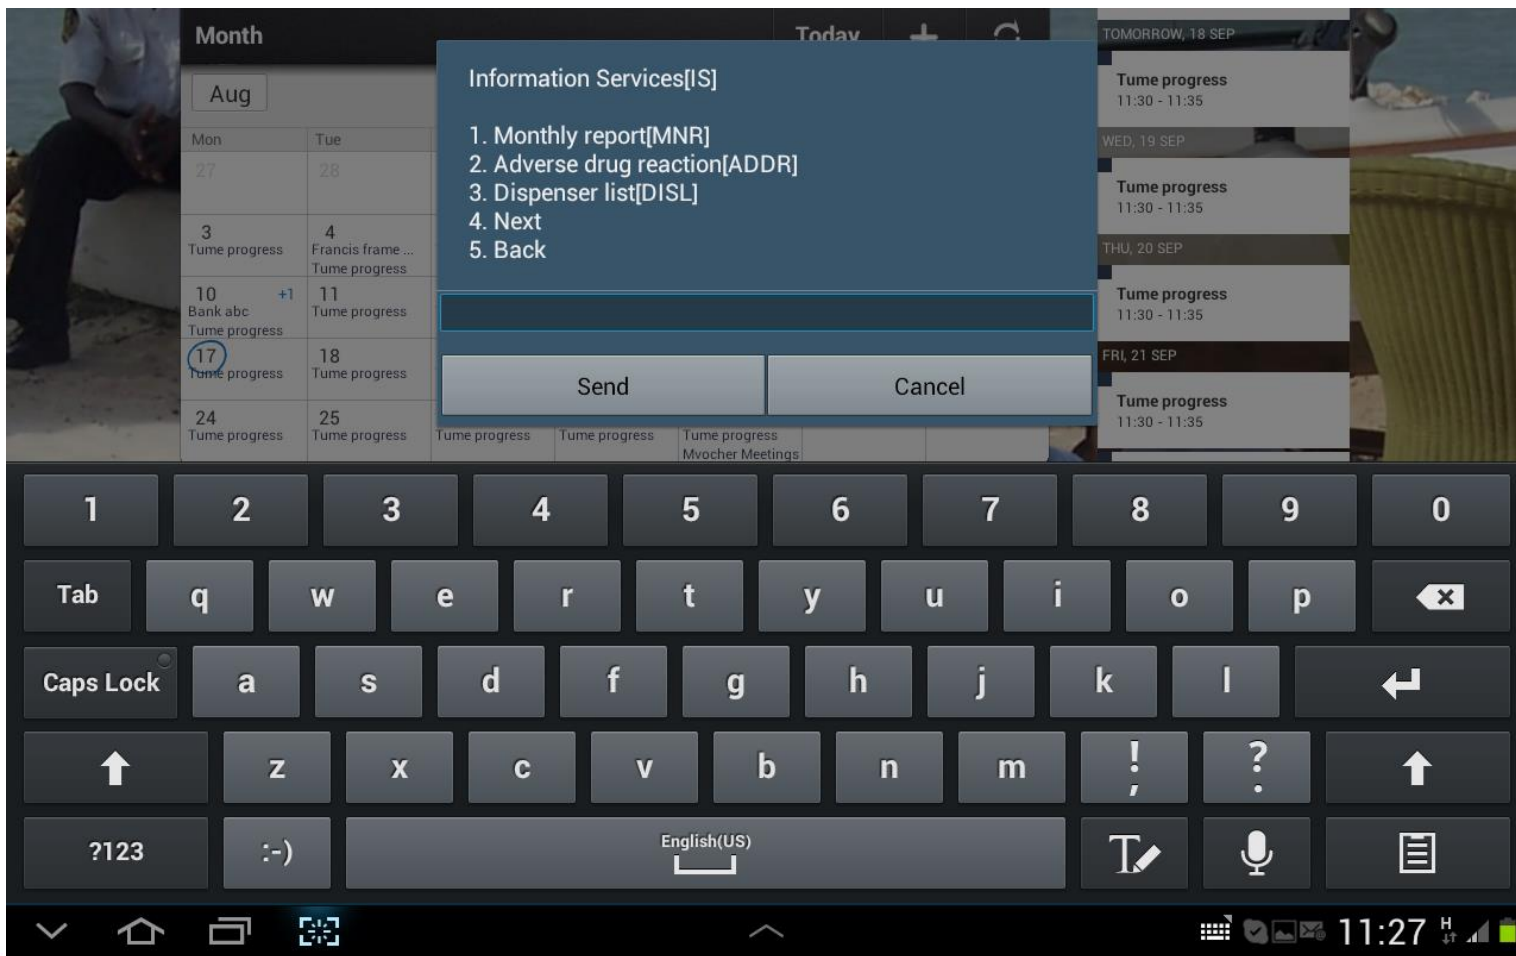 Month
Today
Aug
Mon
Tue
27
28
3
Tume progress
4
Francis frame ...
Tume progress
10
+1
Bank abc
Tume progress
11
Tume progress
17
Tume progress
18
Tume progress
24
Tume progress
25
Tume progress
Tume progress
Tume progress
Tume progress
Mvocher Meetings
Information Services[IS]
1. Monthly report[MNR]
2. Adverse drug reaction[ADDR]
3. Dispenser list[DISL]
4. Next
5. Back
Send
Cancel
TOMORROW, 18 SEP
Tume progress
11:30 - 11:35
WED, 19 SEP
Tume progress
11:30 - 11:35
THU, 20 SEP
Tume progress
11:30 - 11:35
FRI, 21 SEP
Tume progress
11:30 - 11:35
1 2 3 4 5 6 7 8 9 0
Tab q w e r t y u i o p
Caps Lock a s d f g h j k l
z x c v b n m ! , ? .
?123 :-) English(US)
11:27 H